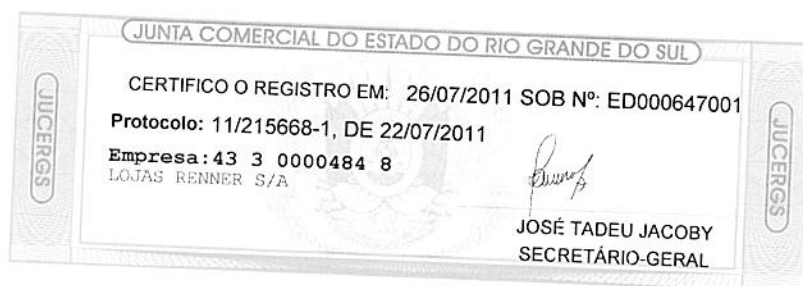 JUNTA COMERCIAL DO ESTADO DO RIO GRANDE DO SUL
CERTIFICO O REGISTRO EM: 26/07/2011 SOB Nº: ED000647001
Protocolo: 11/215668-1, DE 22/07/2011
Empresa:43 3 0000484 8
LOJAS RENNER S/A
JOSÉ TADEU JACOBY
SECRETÁRIO-GERAL
JUCERGS
JUCERGS